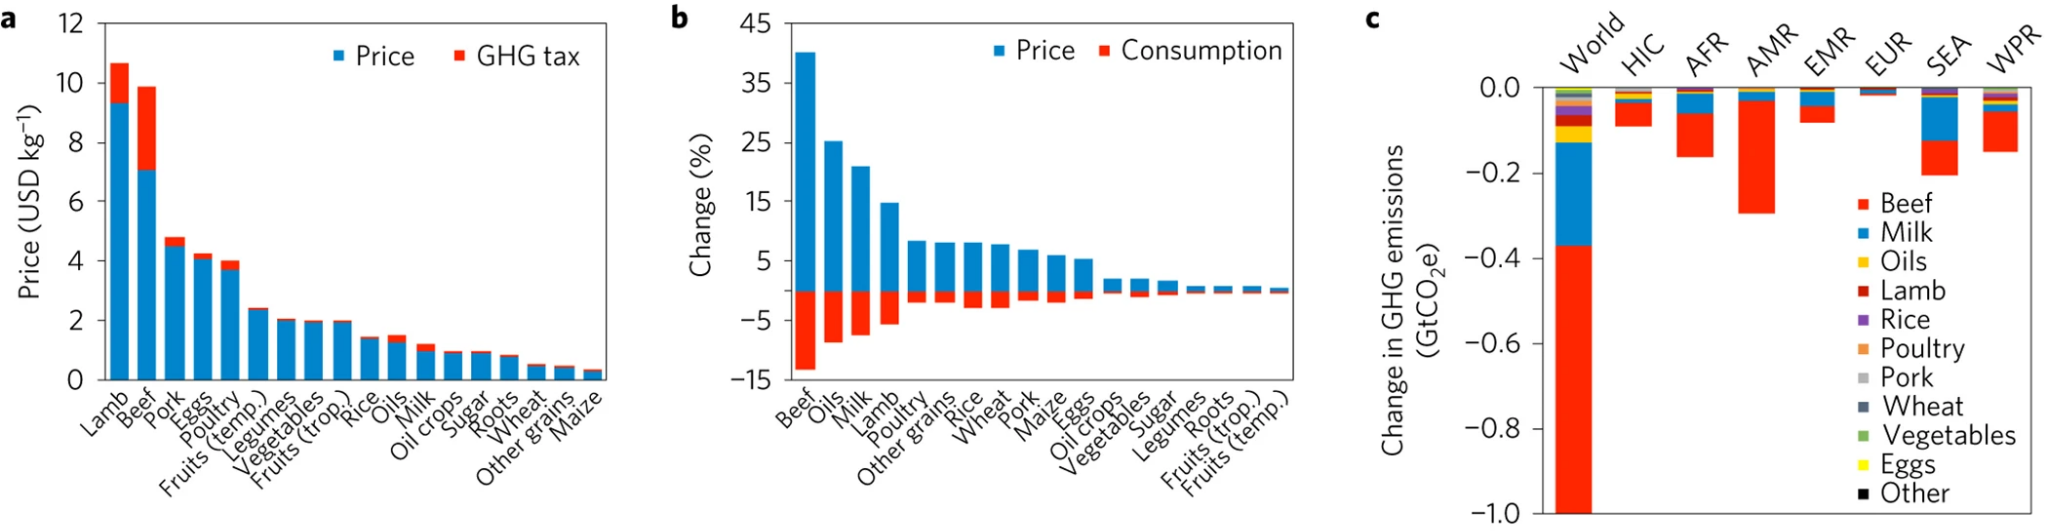 a
12
10
8
6
4
2
0
Price (USD kg⁻¹)
Price
GHG tax
Lamb
Beef
Pork
Eggs
Poultry
Fruits (temp.)
Legumes
Vegetables
Fruits (trop.)
Rice
Oils
Milk
Oil crops
Sugar
Roots
Wheat
Other grains
Maize
b
45
35
25
15
5
−5
−15
Change (%)
Price
Consumption
Beef
Oils
Milk
Lamb
Poultry
Other grains
Rice
Wheat
Pork
Maize
Eggs
Oil crops
Vegetables
Sugar
Legumes
Roots
Fruits (trop.)
Fruits (temp.)
c
World
HIC
AFR
AMR
EMR
EUR
SEA
WPR
0.0
−0.2
−0.4
−0.6
−0.8
−1.0
Change in GHG emissions
(GtCO₂e)
Beef
Milk
Oils
Lamb
Rice
Poultry
Pork
Wheat
Vegetables
Eggs
Other